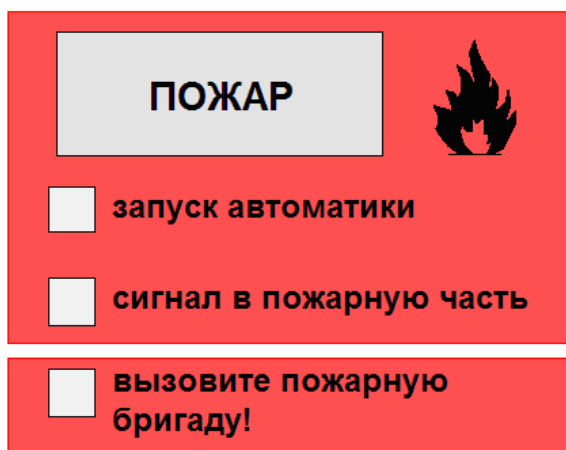 ПОЖАР
запуск автоматики
сигнал в пожарную часть
вызовите пожарную
бригаду!